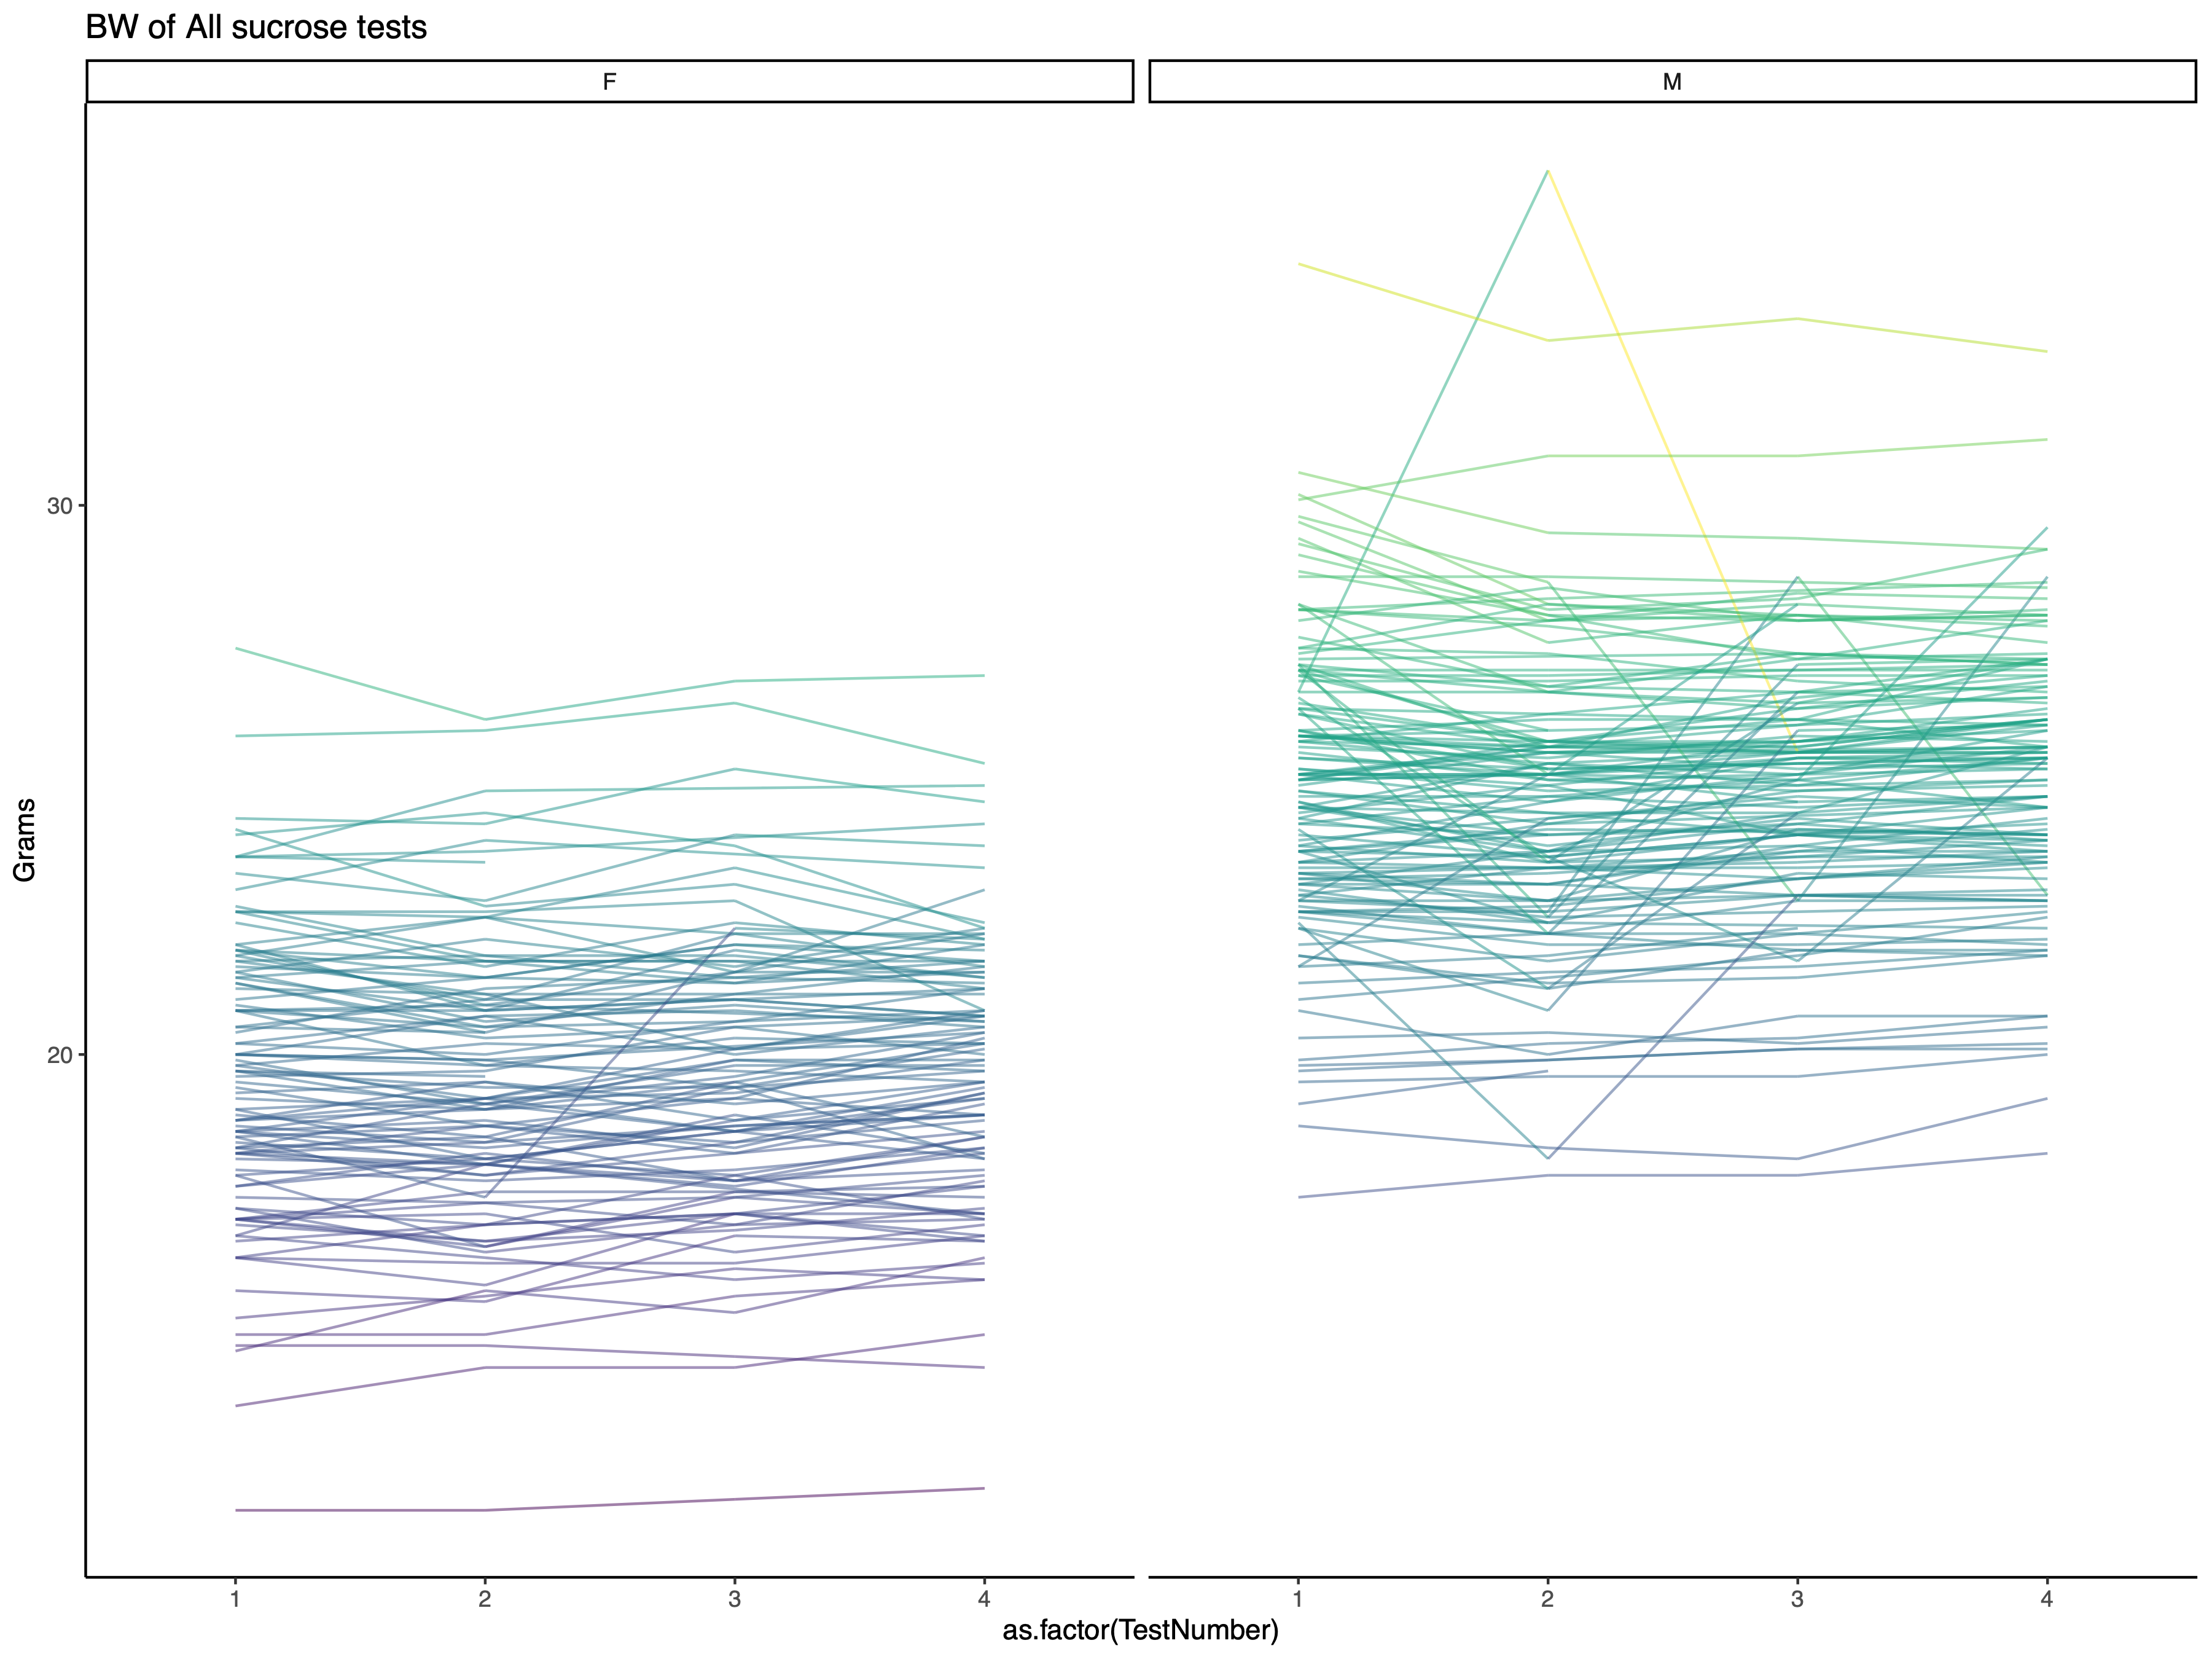 BW of All sucrose tests
F
M
30
20
Grams
1 2 3 4
1 2 3 4
as.factor(TestNumber)